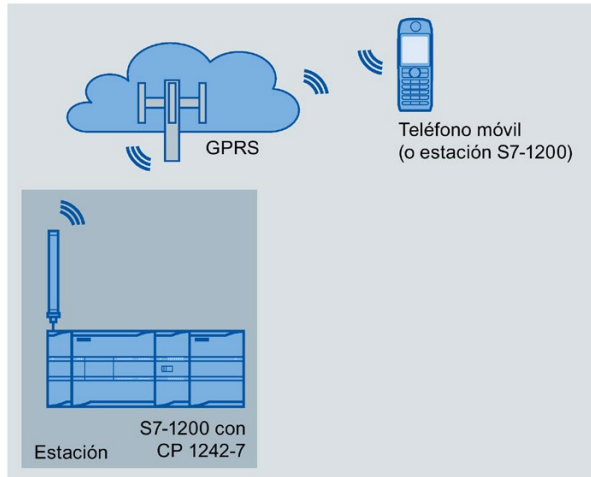 GPRS
Teléfono móvil
(o estación S7-1200)
S7-1200 con
Estación CP 1242-7